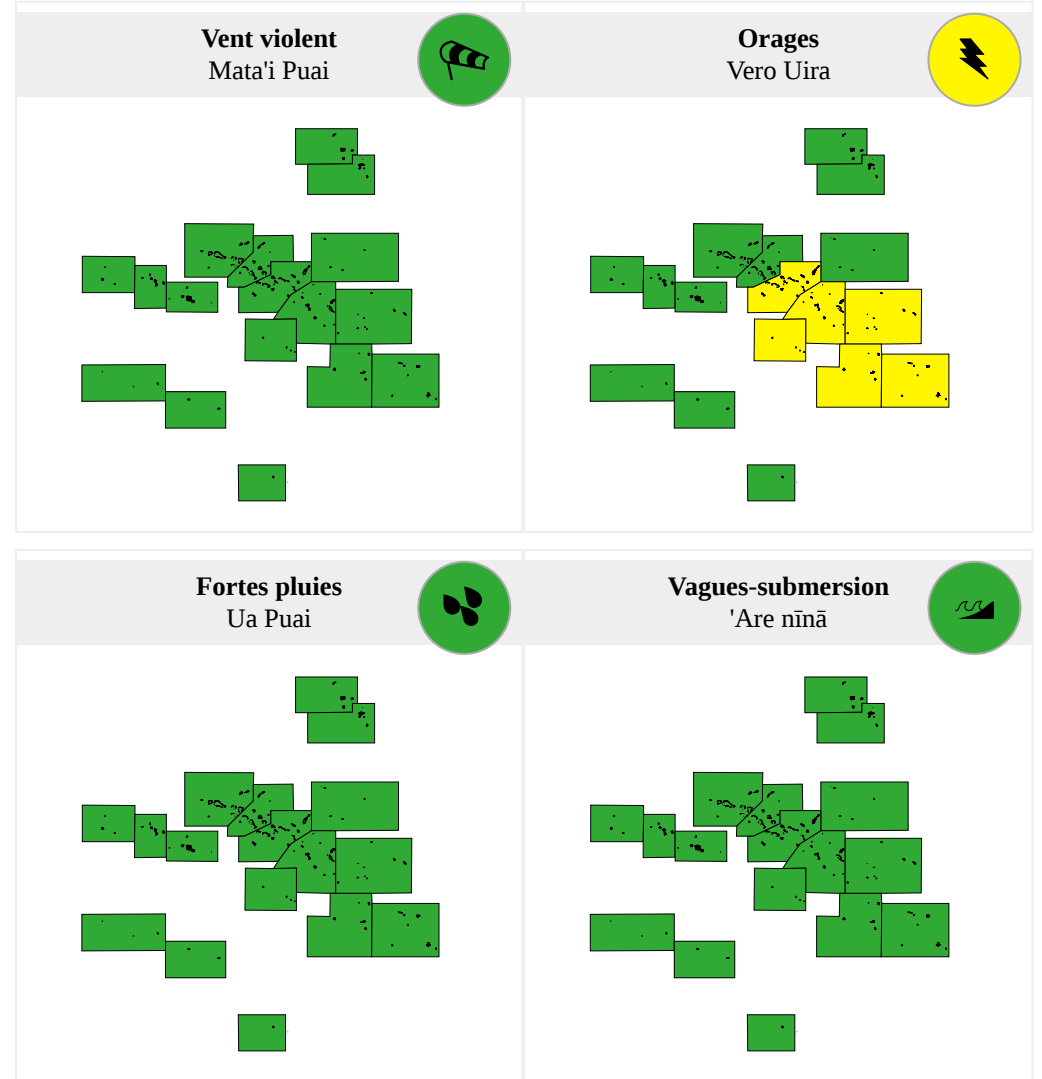 Vent violent
Mata'i Puai
Orages
Vero Uira
Fortes pluies
Ua Puai
Vagues-submersion
'Are nīnā